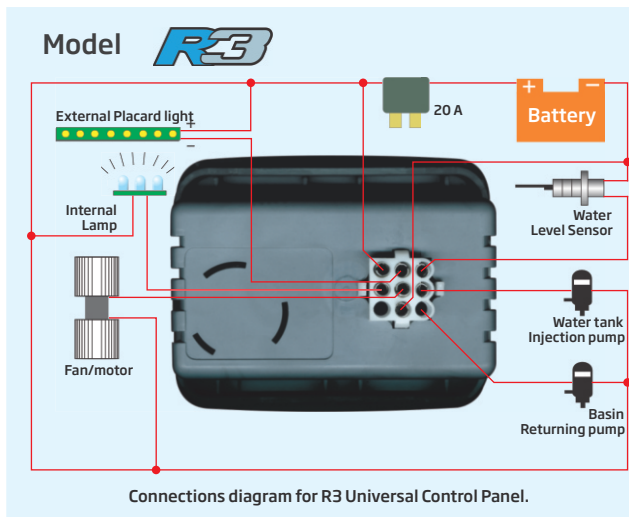 Model R3
20 A
+ −
Battery
External Placard light
+
−
Internal
Lamp
Water
Level Sensor
Fan/motor
Water tank
Injection pump
Basin
Returning pump
Connections diagram for R3 Universal Control Panel.